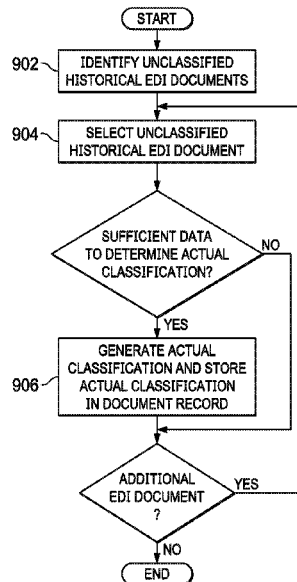 START
902
IDENTIFY UNCLASSIFIED
HISTORICAL EDI DOCUMENTS
904
SELECT UNCLASSIFIED
HISTORICAL EDI DOCUMENT
SUFFICIENT DATA
TO DETERMINE ACTUAL
CLASSIFICATION?
NO
YES
906
GENERATE ACTUAL
CLASSIFICATION AND STORE
ACTUAL CLASSIFICATION
IN DOCUMENT RECORD
ADDITIONAL
EDI DOCUMENT
?
YES
NO
END